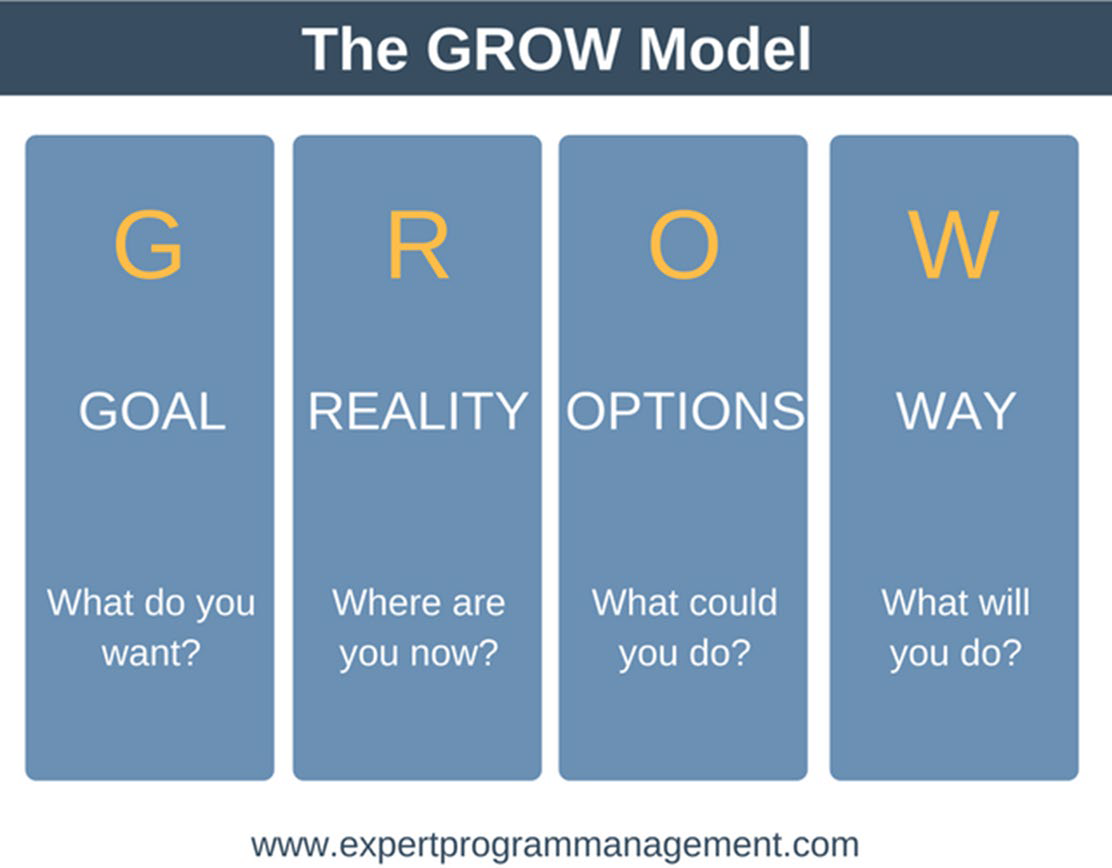 The GROW Model
G
GOAL
What do you
want?
R
REALITY
Where are
you now?
O
OPTIONS
What could
you do?
W
WAY
What will
you do?
www.expertprogrammanagement.com